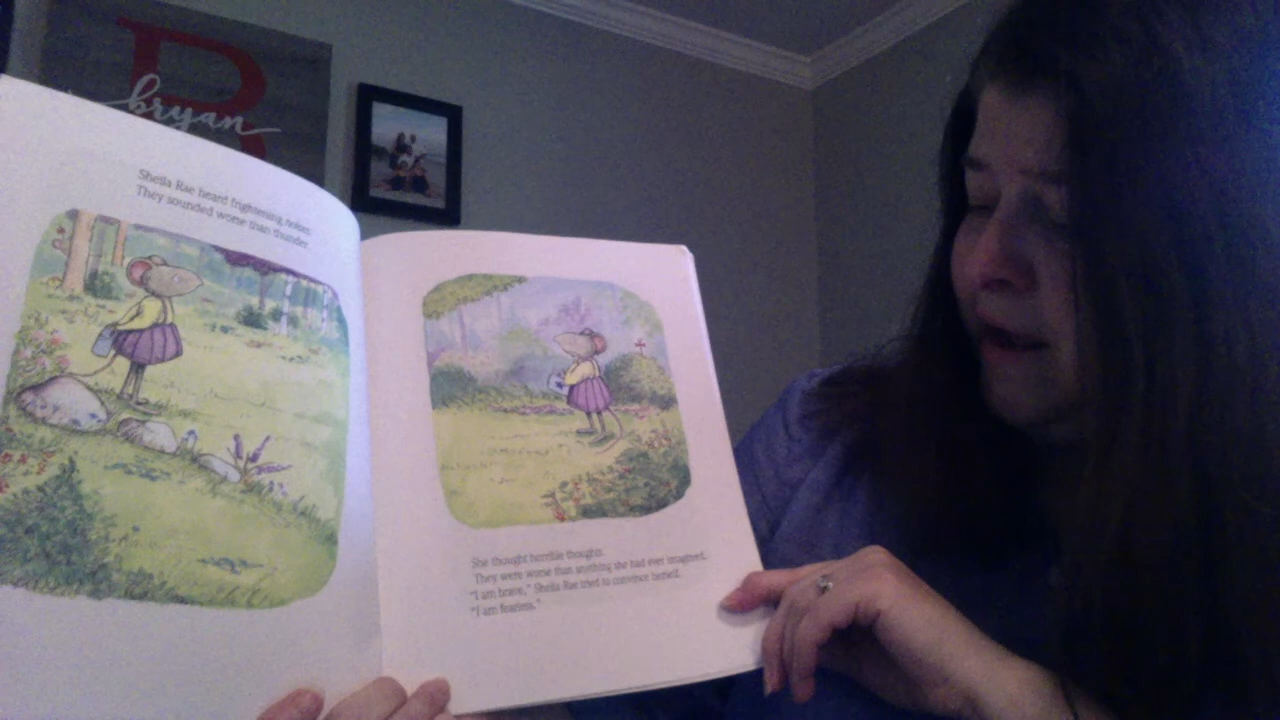 B
bryan
Sheila Rae heard frightening noises.
They sounded worse than thunder.
She thought horrible thoughts.
They were worse than anything she had ever imagined.
"I am brave," Sheila Rae tried to convince herself.
"I am fearless."